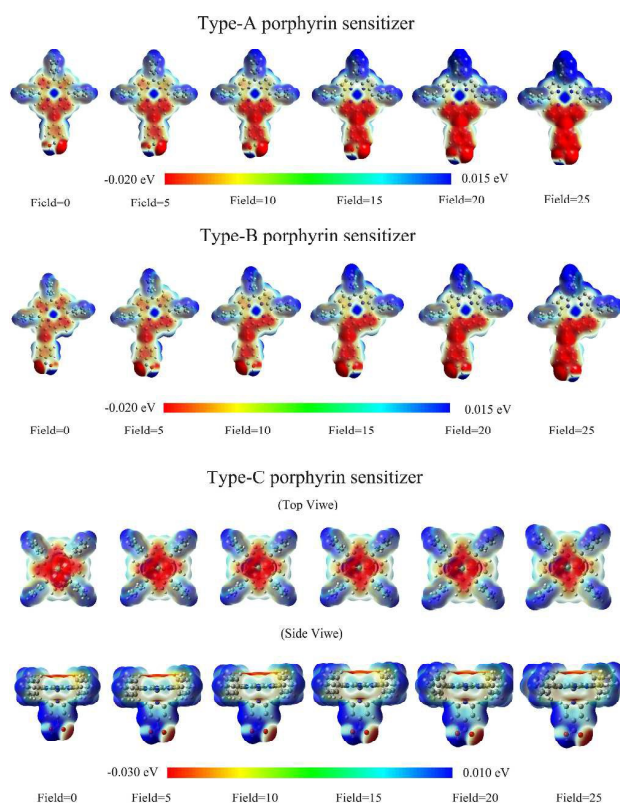 Type-A porphyrin sensitizer
-0.020 eV 0.015 eV
Field=0 Field=5 Field=10 Field=15 Field=20 Field=25
Type-B porphyrin sensitizer
-0.020 eV 0.015 eV
Field=0 Field=5 Field=10 Field=15 Field=20 Field=25
Type-C porphyrin sensitizer
(Top Viwe)
(Side Viwe)
-0.030 eV 0.010 eV
Field=0 Field=5 Field=10 Field=15 Field=20 Field=25